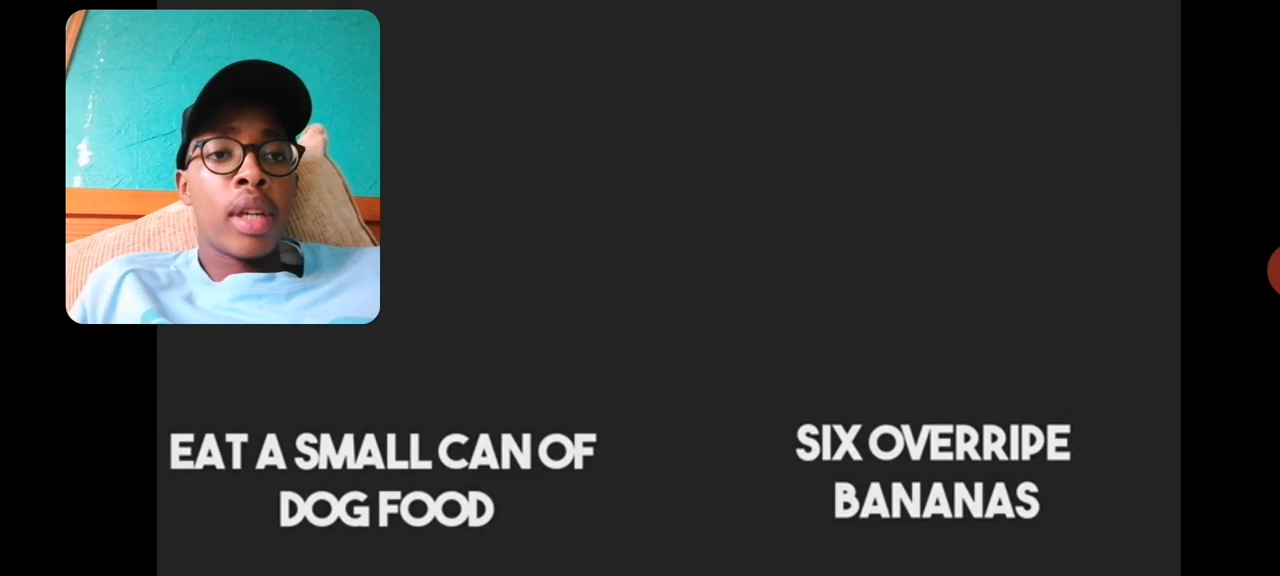 EAT A SMALL CAN OF
DOG FOOD
SIX OVERRIPE
BANANAS